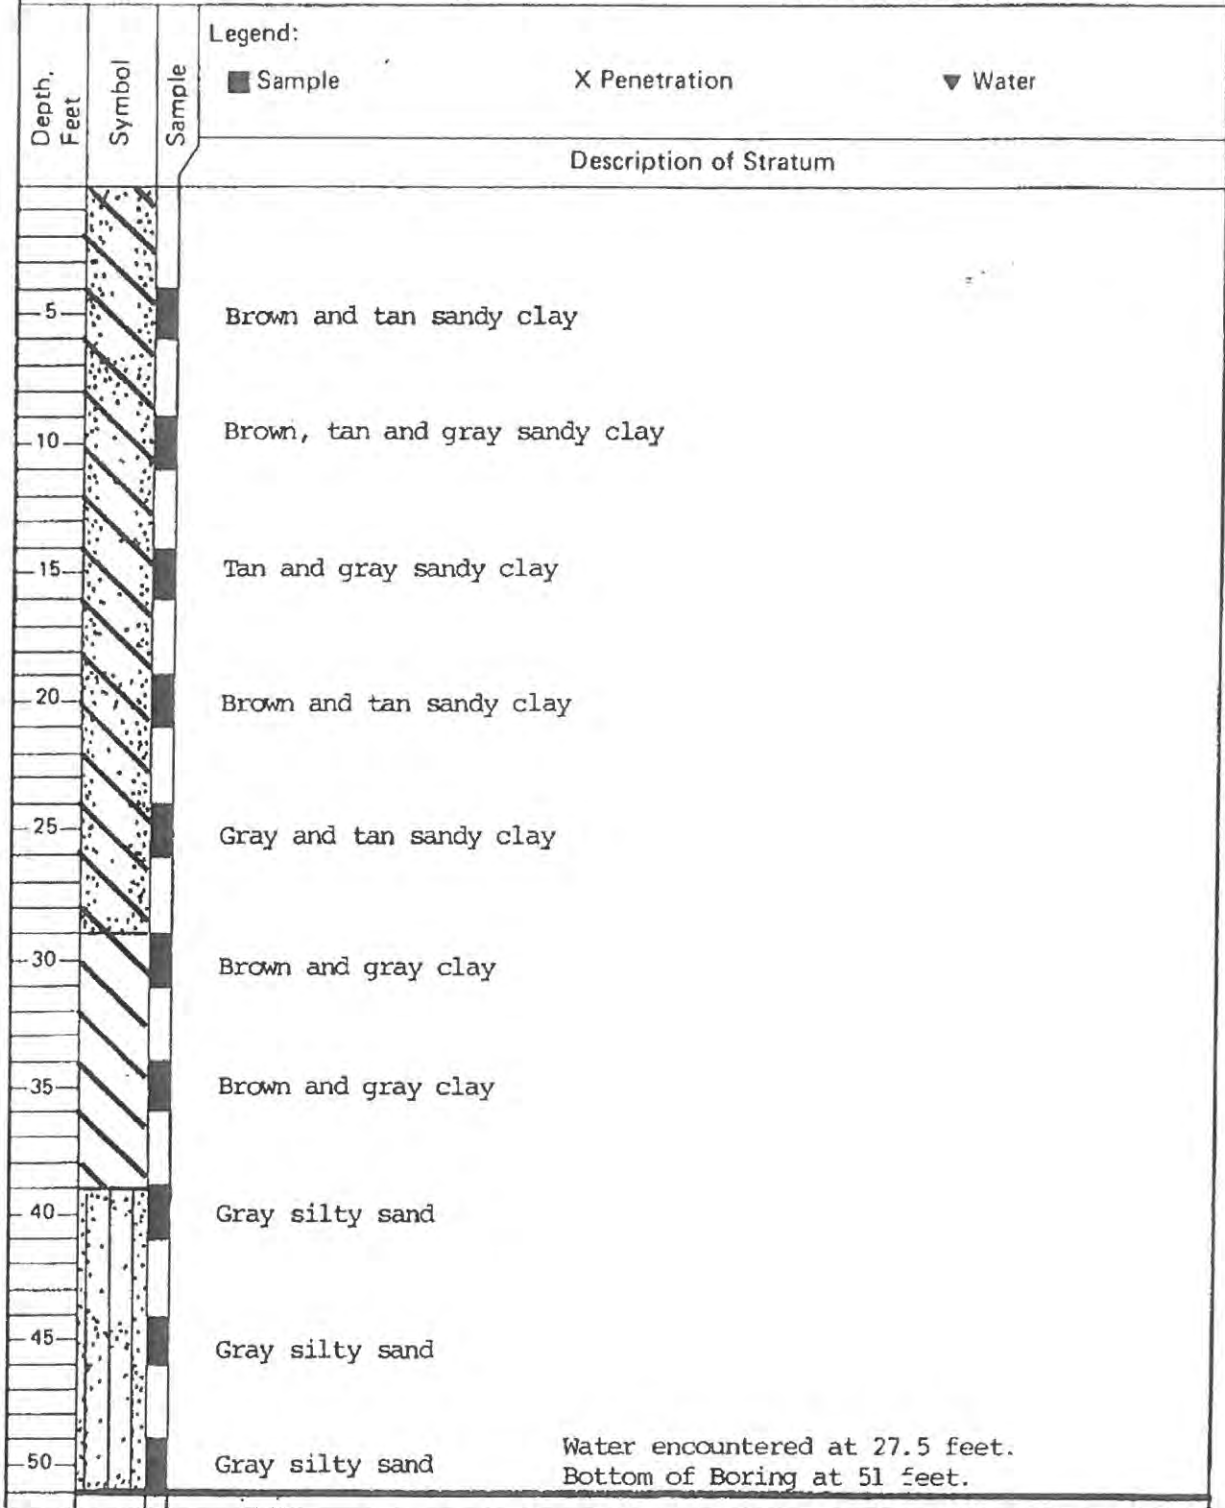 Depth, Feet
Symbol
Sample
Legend:
■ Sample X Penetration ▼ Water
Description of Stratum
5 Brown and tan sandy clay
10 Brown, tan and gray sandy clay
15 Tan and gray sandy clay
20 Brown and tan sandy clay
25 Gray and tan sandy clay
30 Brown and gray clay
35 Brown and gray clay
40 Gray silty sand
45 Gray silty sand
Water encountered at 27.5 feet.
50 Gray silty sand
Bottom of Boring at 51 feet.